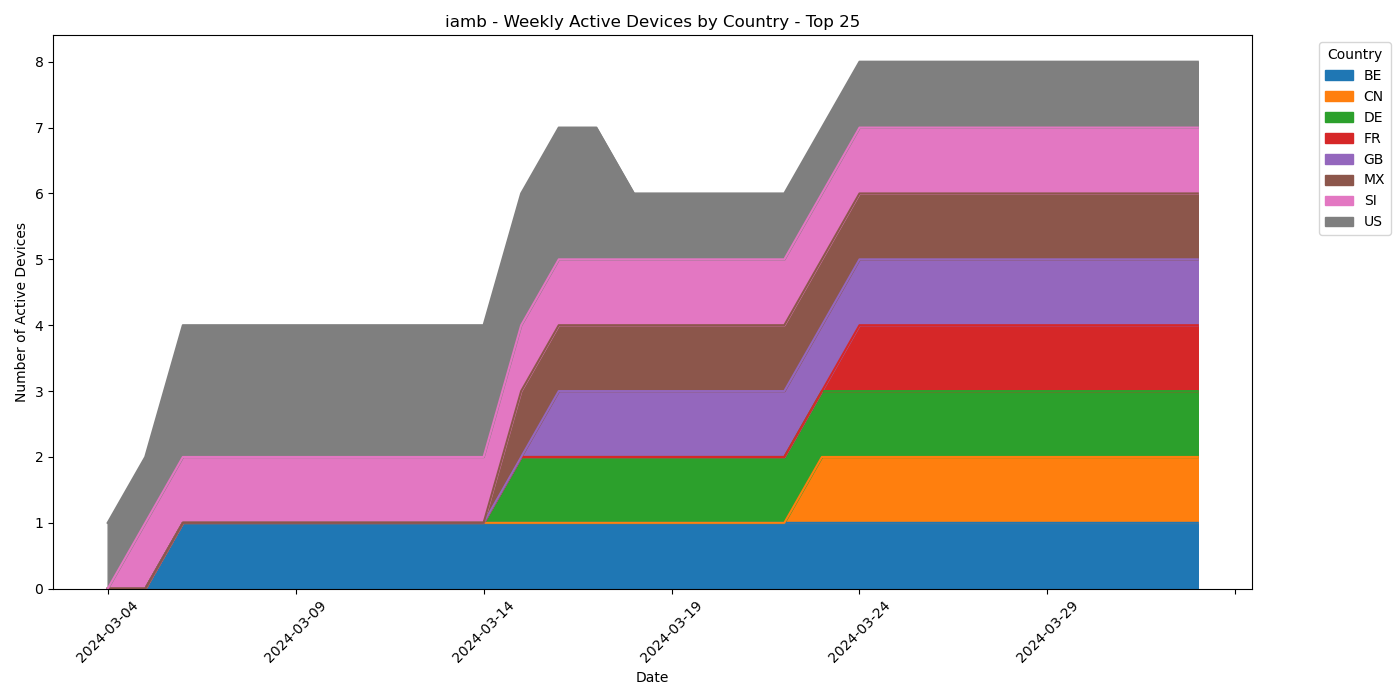 iamb - Weekly Active Devices by Country - Top 25
Number of Active Devices
8
7
6
5
4
3
2
1
0
2024-03-04
2024-03-09
2024-03-14
2024-03-19
2024-03-24
2024-03-29
Date
Country
BE
CN
DE
FR
GB
MX
SI
US